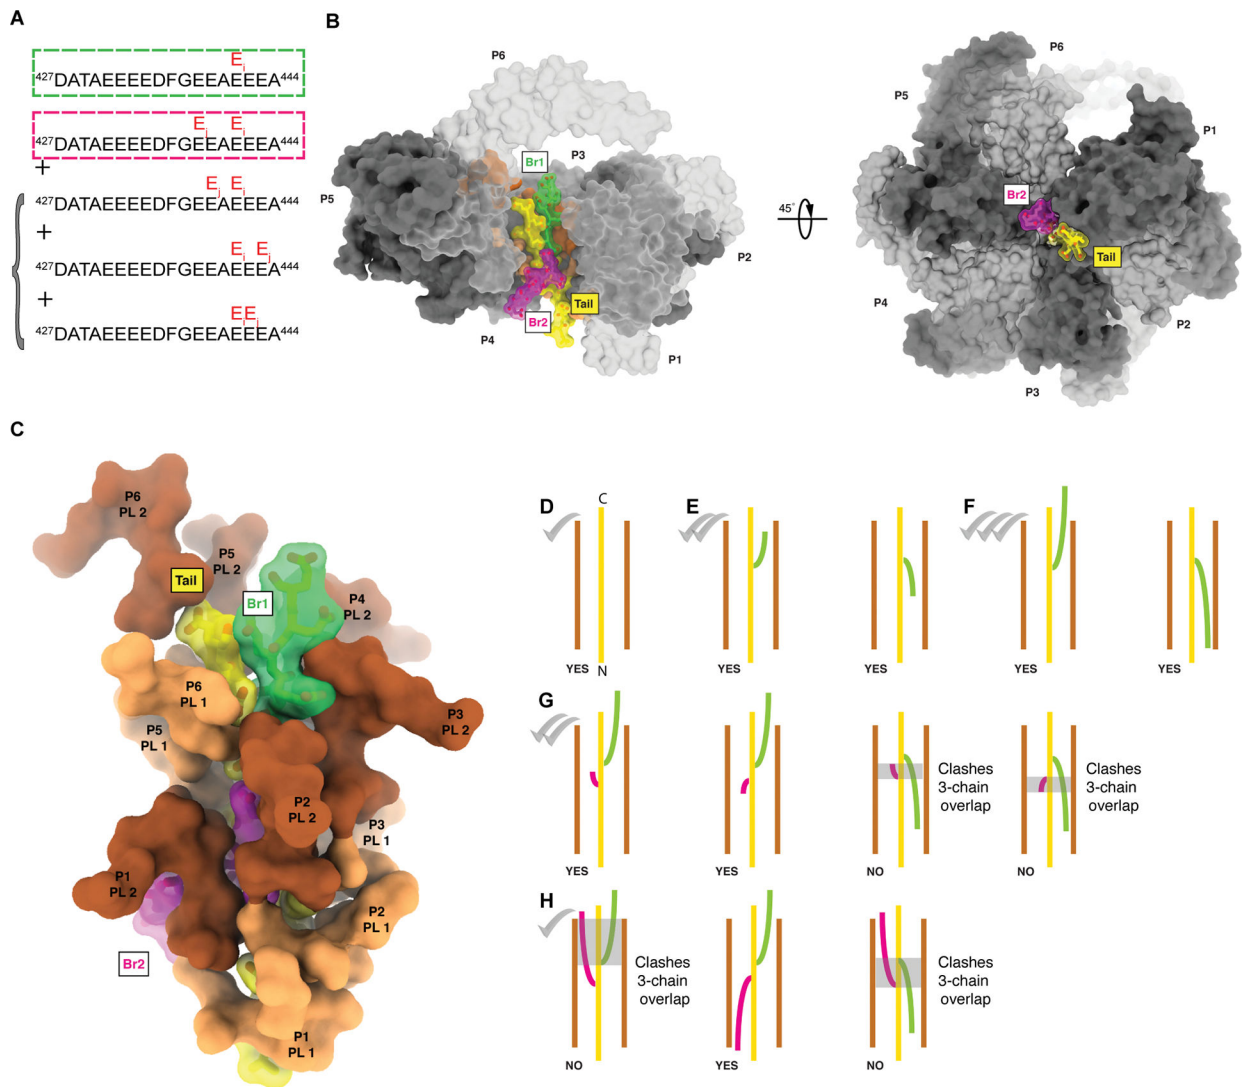 A
Ei
427DATAEEEEDFGEEAEEEA444
Ei Ei
427DATAEEEEDFGEEAEEEA444
+
Ej Ei
427DATAEEEEDFGEEAEEEA444
+
Ei Ej
427DATAEEEEDFGEEAEEEA444
+
EiEi
427DATAEEEEDFGEEAEEEA444
B
P6
Br1
P3
P5
P2
Tail
Br2
P4
P1
45°
P6
P5
P1
Br2
Tail
P4
P2
P3
C
P6
PL 2
P5
PL 2
Tail
Br1
P4
PL 2
P6
PL 1
P3
PL 2
P5
PL 1
P2
PL 2
P3
PL 1
P1
PL 2
P2
PL 1
Br2
P1
PL 1
D
C
YES
N
E
YES
YES
F
YES
YES
G
YES
YES
Clashes
3-chain
overlap
NO
Clashes
3-chain
overlap
NO
H
Clashes
3-chain
overlap
NO
YES
Clashes
3-chain
overlap
NO